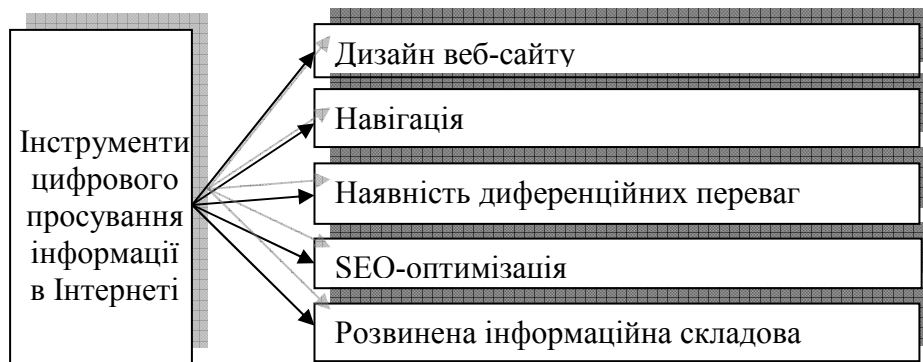 Інструменти
цифрового
просування
інформації
в Інтернеті
Дизайн веб-сайту
Навігація
Наявність диференційних переваг
SEO-оптимізація
Розвинена інформаційна складова